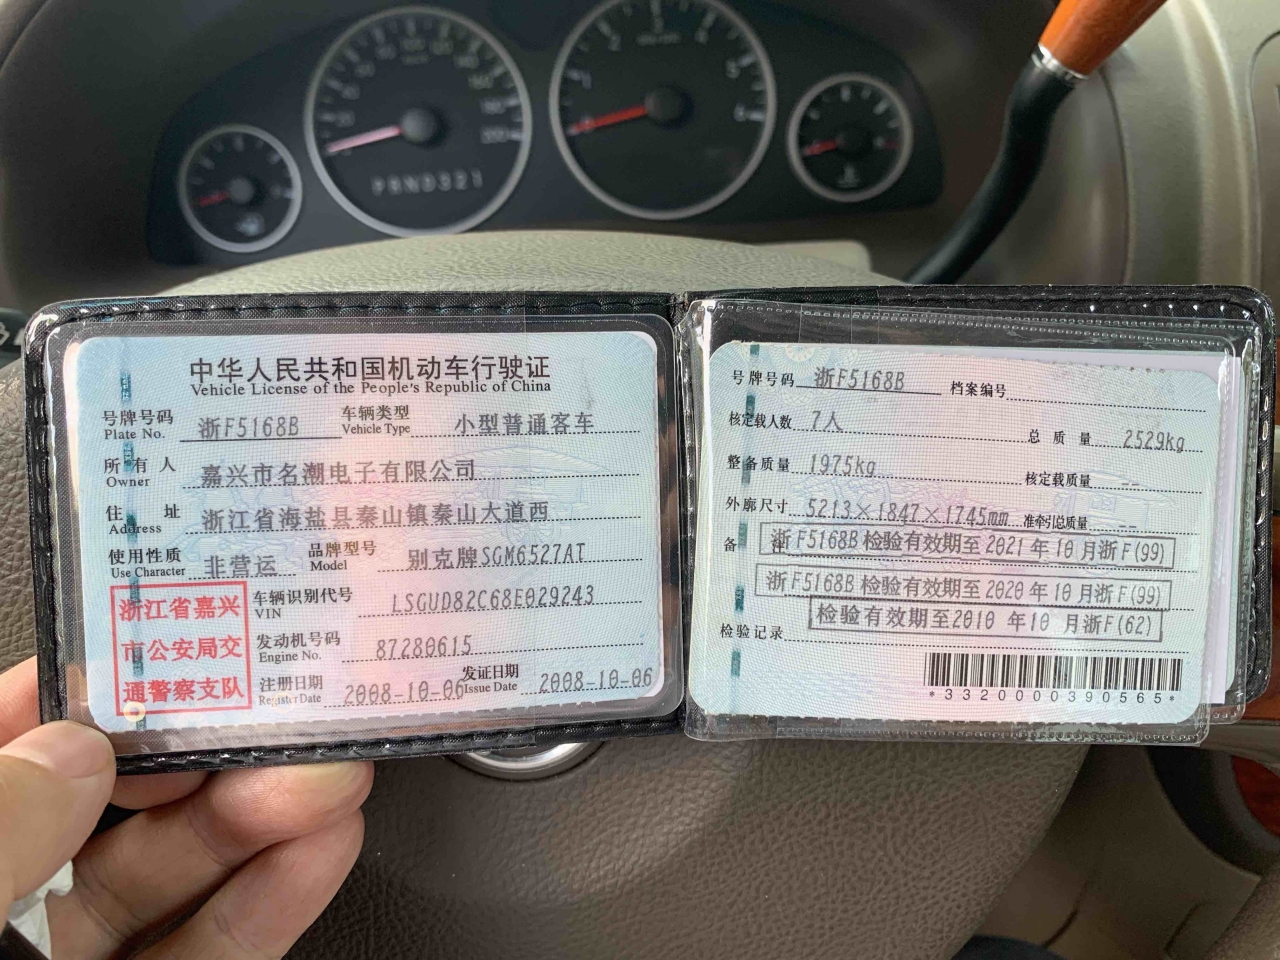 中华人民共和国机动车行驶证
Vehicle License of the People's Republic of China
号牌号码 浙F5168B 车辆类型 小型普通客车
Plate No. Vehicle Type
所有人 嘉兴市名潮电子有限公司
Owner
住址 浙江省海盐县秦山镇秦山大道西
Address
使用性质 非营运 品牌型号 别克牌SGM6527AT
Use Character Model
浙江省嘉兴
市公安局交
通警察支队
车辆识别代号 LSGUD82C68E029243
VIN
发动机号码 87280615
Engine No.
注册日期 2008-10-06 发证日期 2008-10-06
Register Date Issue Date
号牌号码 浙F5168B 档案编号
核定载人数 7人 总质量 2529kg
整备质量 1975kg 核定载质量 --
外廓尺寸 5213×1847×1745mm 准牵引总质量 --
备注 浙F5168B检验有效期至2021年10月浙F(99)
浙F5168B检验有效期至2020年10月浙F(99)
检验有效期至2010年10月浙F(62)
检验记录
*3320000390565*
PRND321